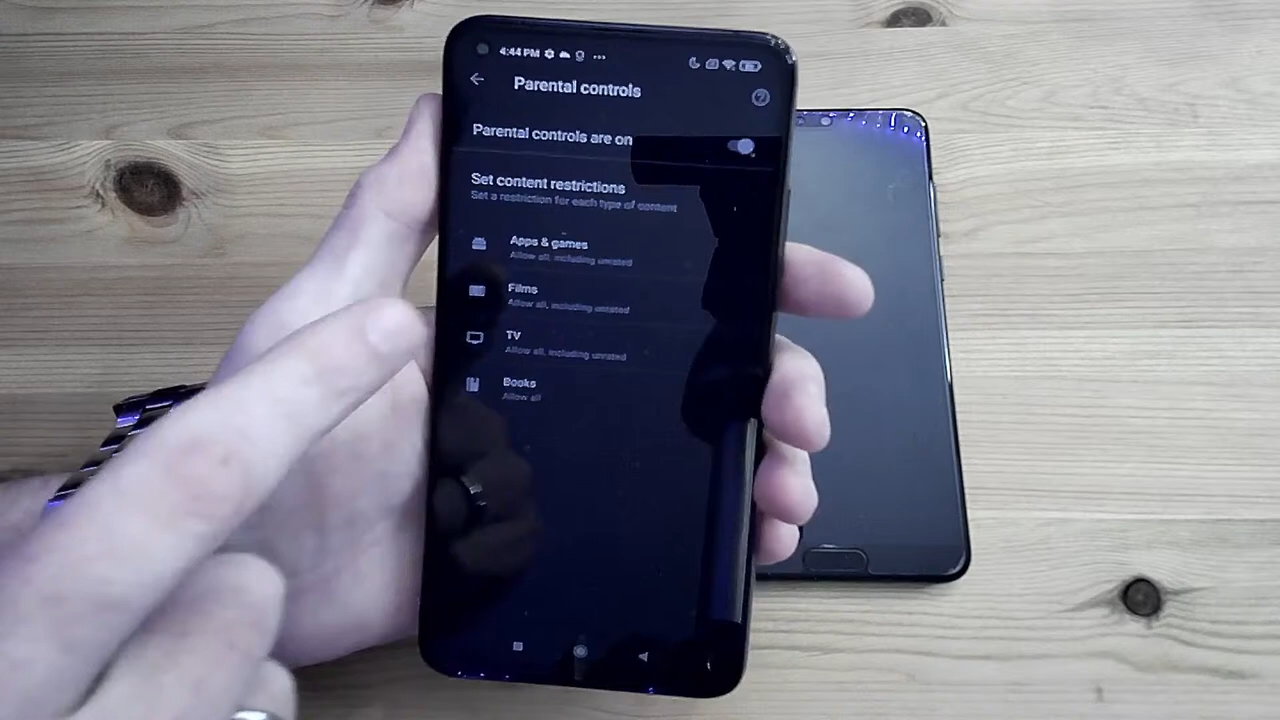 4:44 PM
Parental controls
Parental controls are on
Set content restrictions
Set a restriction for each type of content
Apps & games
Allow all, including unrated
Films
Allow all, including unrated
TV
Allow all, including unrated
Books
Allow all